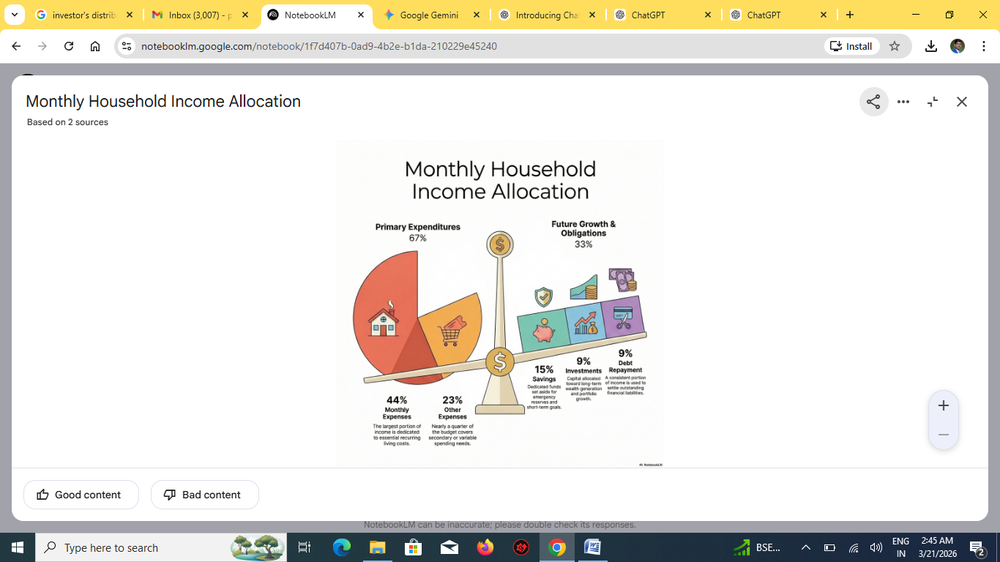 investor's distrib
Inbox (3,007) - p
NotebookLM
Google Gemini
Introducing Cha
ChatGPT
ChatGPT
notebooklm.google.com/notebook/1f7d407b-0ad9-4b2e-b1da-210229e45240
Install
Monthly Household Income Allocation
Based on 2 sources
Monthly Household
Income Allocation
Primary Expenditures
67%
Future Growth &
Obligations
33%
$
$
44%
Monthly
Expenses
The largest portion of
income is dedicated
to essential recurring
living costs.
23%
Other
Expenses
Nearly a quarter of
the budget covers
secondary or variable
spending needs.
15%
Savings
Dedicated funds
set aside for
emergency
reserves and
short-term goals.
9%
Investments
Capital allocated
toward long-term
wealth generation
and portfolio
growth.
9%
Debt
Repayment
A consistent portion
of income is used to
settle outstanding
financial liabilities.
NotebookLM
Good content
Bad content
NotebookLM can be inaccurate; please double check its responses.
Type here to search
BSE...
ENG
IN
2:45 AM
3/21/2026
2